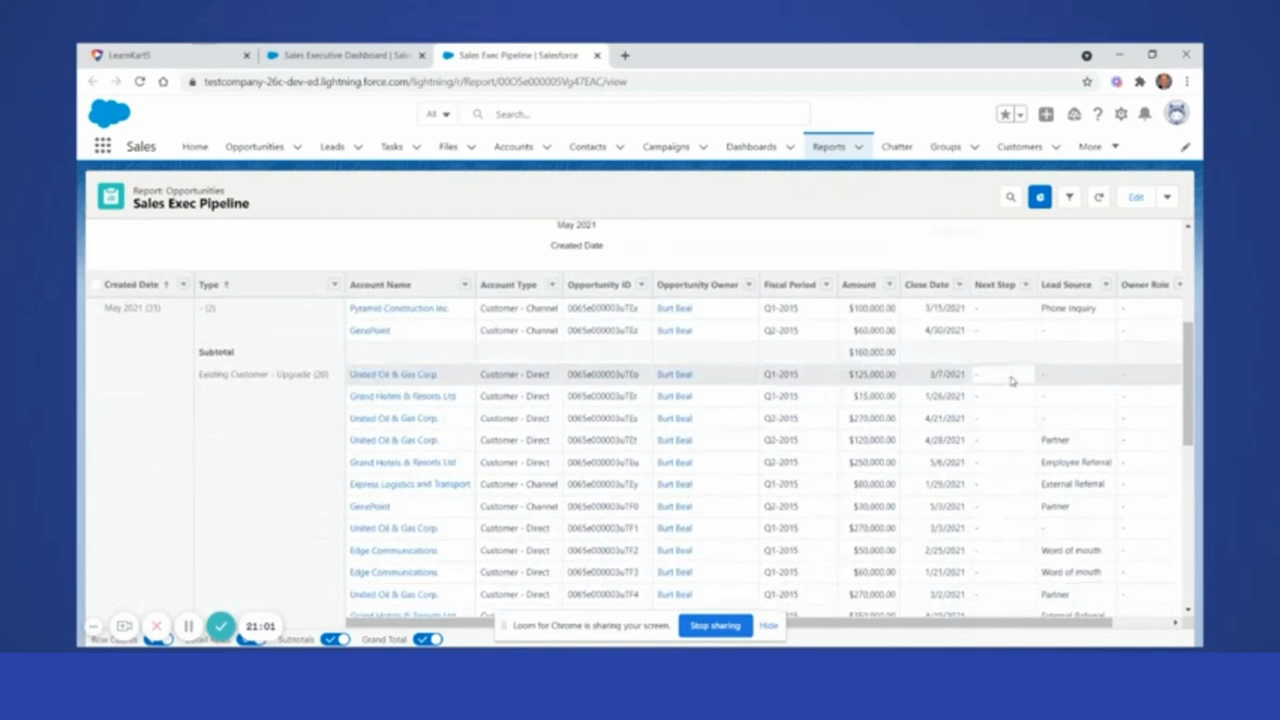 LearnKartS
Sales Executive Dashboard | Sale
Sales Exec Pipeline | Salesforce
testcompany-26c-dev-ed.lightning.force.com/lightning/r/Report/00O5e000005Vg47EAC/view
All
Search...
Sales Home Opportunities Leads Tasks Files Accounts Contacts Campaigns Dashboards Reports Chatter Groups Customers More
Report: Opportunities
Sales Exec Pipeline
Edit
May 2021
Created Date
Created Date ↑ Type ↑ Account Name Account Type Opportunity ID Opportunity Owner Fiscal Period Amount Close Date Next Step Lead Source Owner Role
May 2021 (31) - (2) Pyramid Construction Inc. Customer - Channel 0065e000003uTEx Burt Beal Q1-2015 $100,000.00 3/15/2021 - Phone Inquiry -
GenePoint Customer - Channel 0065e000003uTEz Burt Beal Q2-2015 $60,000.00 4/30/2021 - - -
Subtotal $160,000.00
Existing Customer - Upgrade (20) United Oil & Gas Corp. Customer - Direct 0065e000003uTEo Burt Beal Q1-2015 $125,000.00 3/7/2021 - - -
Grand Hotels & Resorts Ltd Customer - Direct 0065e000003uTEr Burt Beal Q1-2015 $15,000.00 1/26/2021 - - -
United Oil & Gas Corp. Customer - Direct 0065e000003uTEs Burt Beal Q2-2015 $270,000.00 4/21/2021 - - -
United Oil & Gas Corp. Customer - Direct 0065e000003uTEt Burt Beal Q2-2015 $120,000.00 4/28/2021 - Partner -
Grand Hotels & Resorts Ltd Customer - Direct 0065e000003uTEu Burt Beal Q2-2015 $250,000.00 5/6/2021 - Employee Referral -
Express Logistics and Transport Customer - Channel 0065e000003uTEy Burt Beal Q1-2015 $80,000.00 1/29/2021 - External Referral -
GenePoint Customer - Channel 0065e000003uTF0 Burt Beal Q2-2015 $30,000.00 5/3/2021 - Partner -
United Oil & Gas Corp. Customer - Direct 0065e000003uTF1 Burt Beal Q1-2015 $270,000.00 3/3/2021 - - -
Edge Communications Customer - Direct 0065e000003uTF2 Burt Beal Q1-2015 $50,000.00 2/25/2021 - Word of mouth -
Edge Communications Customer - Direct 0065e000003uTF3 Burt Beal Q1-2015 $60,000.00 1/21/2021 - Word of mouth -
United Oil & Gas Corp. Customer - Direct 0065e000003uTF4 Burt Beal Q1-2015 $270,000.00 3/2/2021 - Partner -
21:01
Loom for Chrome is sharing your screen. Stop sharing Hide
Subtotals Grand Total